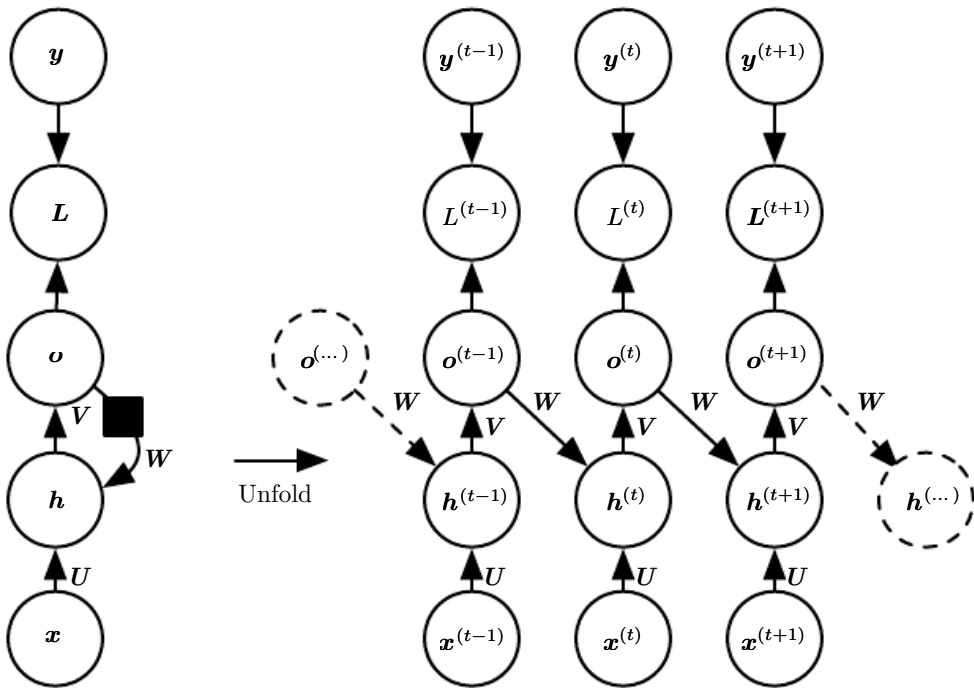 y y^(t−1) y^(t) y^(t+1)
L L^(t−1) L^(t) L^(t+1)
o o^(...) o^(t−1) o^(t) o^(t+1)
W W W W
V V V V
W
Unfold
h h^(t−1) h^(t) h^(t+1) h^(...)
U U U U
x x^(t−1) x^(t) x^(t+1)